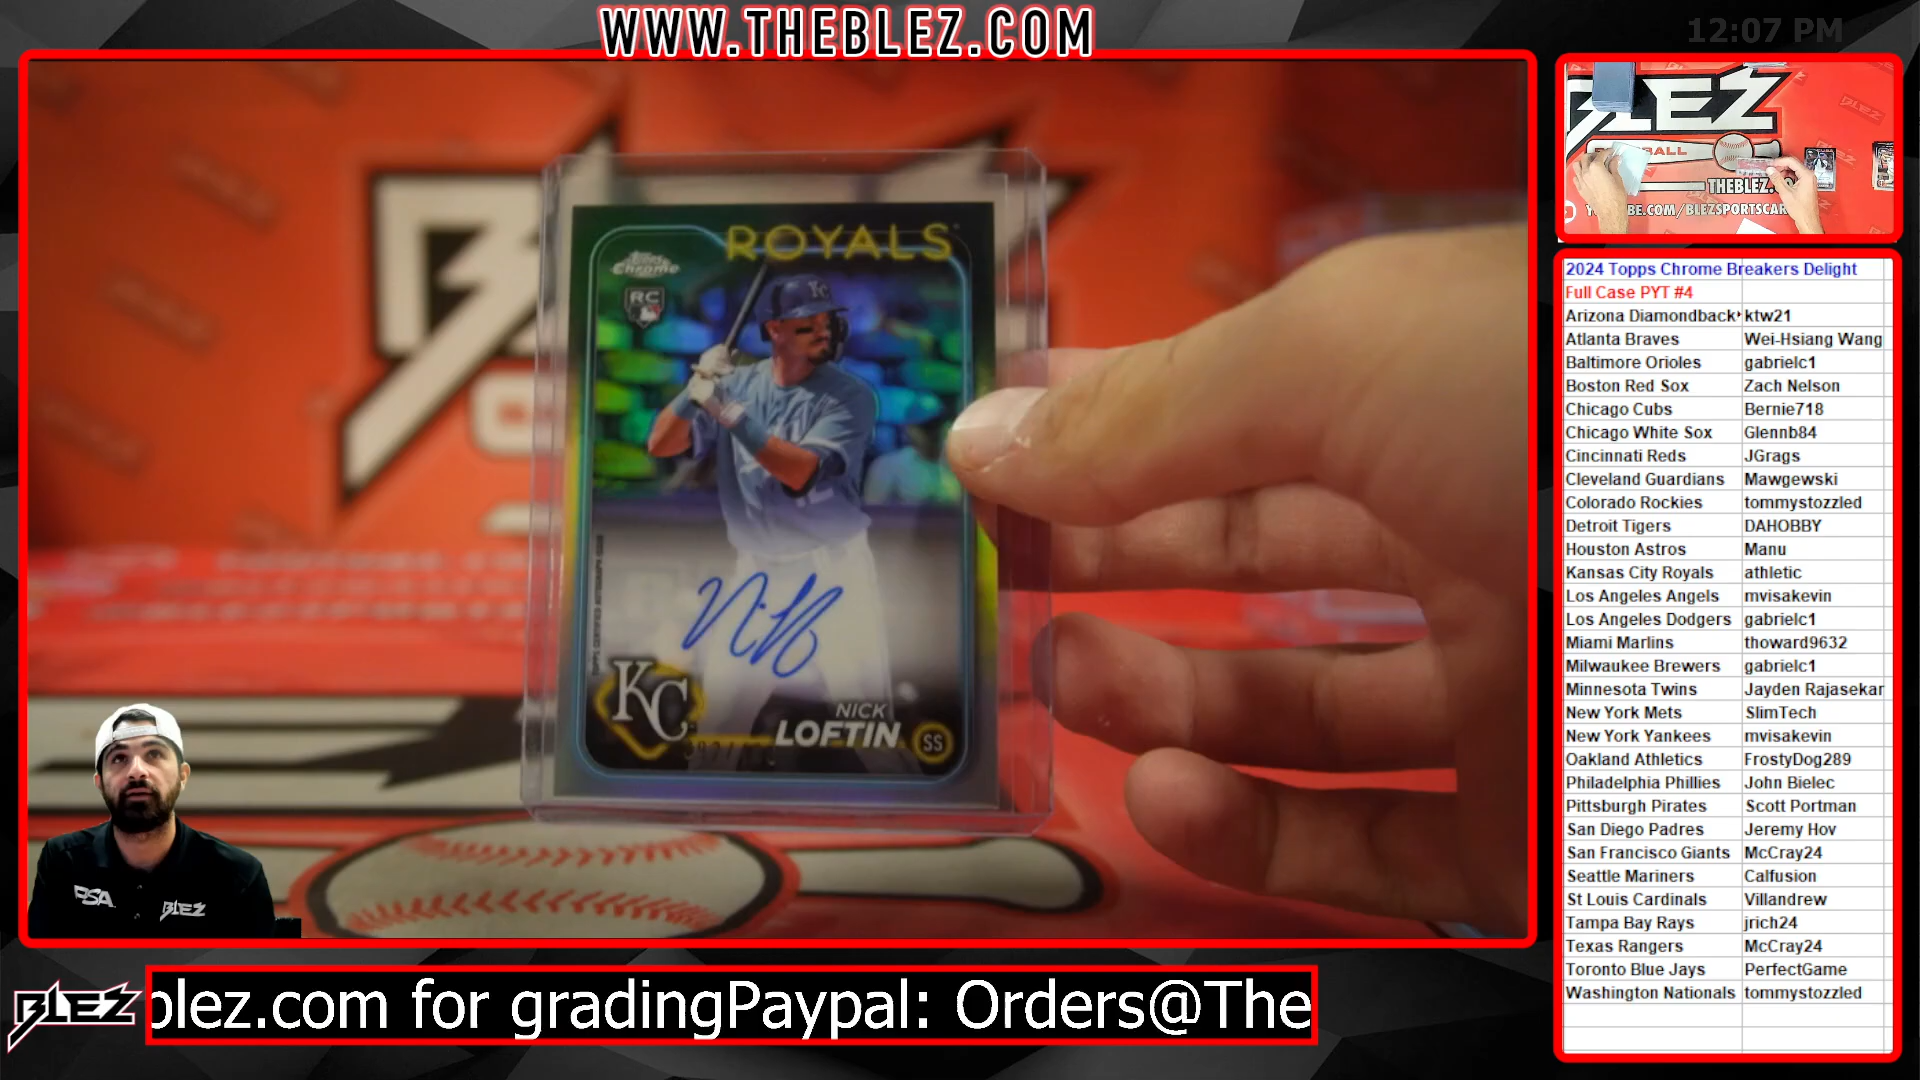 WWW.THEBLEZ.COM
12:07 PM
ROYALS
Topps Chrome
RC
KC
NICK
LOFTIN
SS
PSA
BLEZ
BLEZ
THEBLEZ.CO
BE.COM/BLEZSPORTSCAR
2024 Topps Chrome Breakers Delight
Full Case PYT #4
Arizona Diamondback ktw21
Atlanta Braves Wei-Hsiang Wang
Baltimore Orioles gabrielc1
Boston Red Sox Zach Nelson
Chicago Cubs Bernie718
Chicago White Sox Glennb84
Cincinnati Reds JGrags
Cleveland Guardians Mawgewski
Colorado Rockies tommystozzled
Detroit Tigers DAHOBBY
Houston Astros Manu
Kansas City Royals athletic
Los Angeles Angels mvisakevin
Los Angeles Dodgers gabrielc1
Miami Marlins thoward9632
Milwaukee Brewers gabrielc1
Minnesota Twins Jayden Rajasekar
New York Mets SlimTech
New York Yankees mvisakevin
Oakland Athletics FrostyDog289
Philadelphia Phillies John Bielec
Pittsburgh Pirates Scott Portman
San Diego Padres Jeremy Hov
San Francisco Giants McCray24
Seattle Mariners Calfusion
St Louis Cardinals Villandrew
Tampa Bay Rays jrich24
Texas Rangers McCray24
Toronto Blue Jays PerfectGame
Washington Nationals tommystozzled
BLEZ
blez.com for gradingPaypal: Orders@The